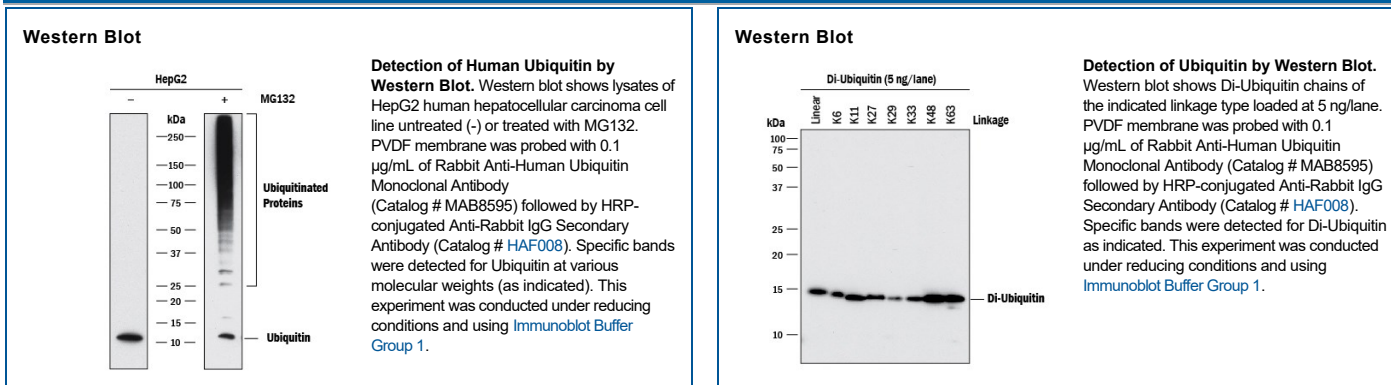 Western Blot
HepG2
– + MG132
kDa
250
150
100
75
50
37
25
20
15
10
Ubiquitinated
Proteins
Ubiquitin
Detection of Human Ubiquitin by
Western Blot. Western blot shows lysates of
HepG2 human hepatocellular carcinoma cell
line untreated (-) or treated with MG132.
PVDF membrane was probed with 0.1
µg/mL of Rabbit Anti-Human Ubiquitin
Monoclonal Antibody
(Catalog # MAB8595) followed by HRP-
conjugated Anti-Rabbit IgG Secondary
Antibody (Catalog # HAF008). Specific bands
were detected for Ubiquitin at various
molecular weights (as indicated). This
experiment was conducted under reducing
conditions and using Immunoblot Buffer
Group 1.
Western Blot
Di-Ubiquitin (5 ng/lane)
Linear K6 K11 K27 K29 K33 K48 K63 Linkage
kDa
100
75
50
37
25
20
15
10
Di-Ubiquitin
Detection of Ubiquitin by Western Blot.
Western blot shows Di-Ubiquitin chains of
the indicated linkage type loaded at 5 ng/lane.
PVDF membrane was probed with 0.1
µg/mL of Rabbit Anti-Human Ubiquitin
Monoclonal Antibody (Catalog # MAB8595)
followed by HRP-conjugated Anti-Rabbit IgG
Secondary Antibody (Catalog # HAF008).
Specific bands were detected for Di-Ubiquitin
as indicated. This experiment was conducted
under reducing conditions and using
Immunoblot Buffer Group 1.